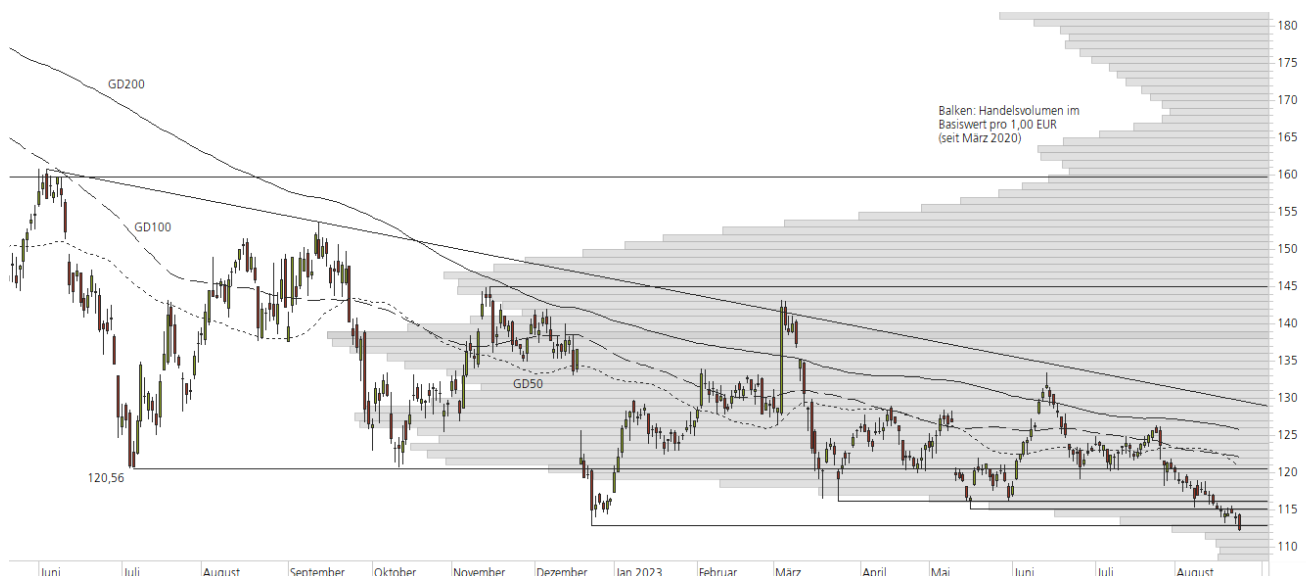 180
175
170
165
160
155
150
145
140
135
130
125
120
115
110
GD200
GD100
GD50
120,56
Balken: Handelsvolumen im
Basiswert pro 1,00 EUR
(seit März 2020)
Juni Juli August September Oktober November Dezember Jan 2023 Februar März April Mai Juni Juli August